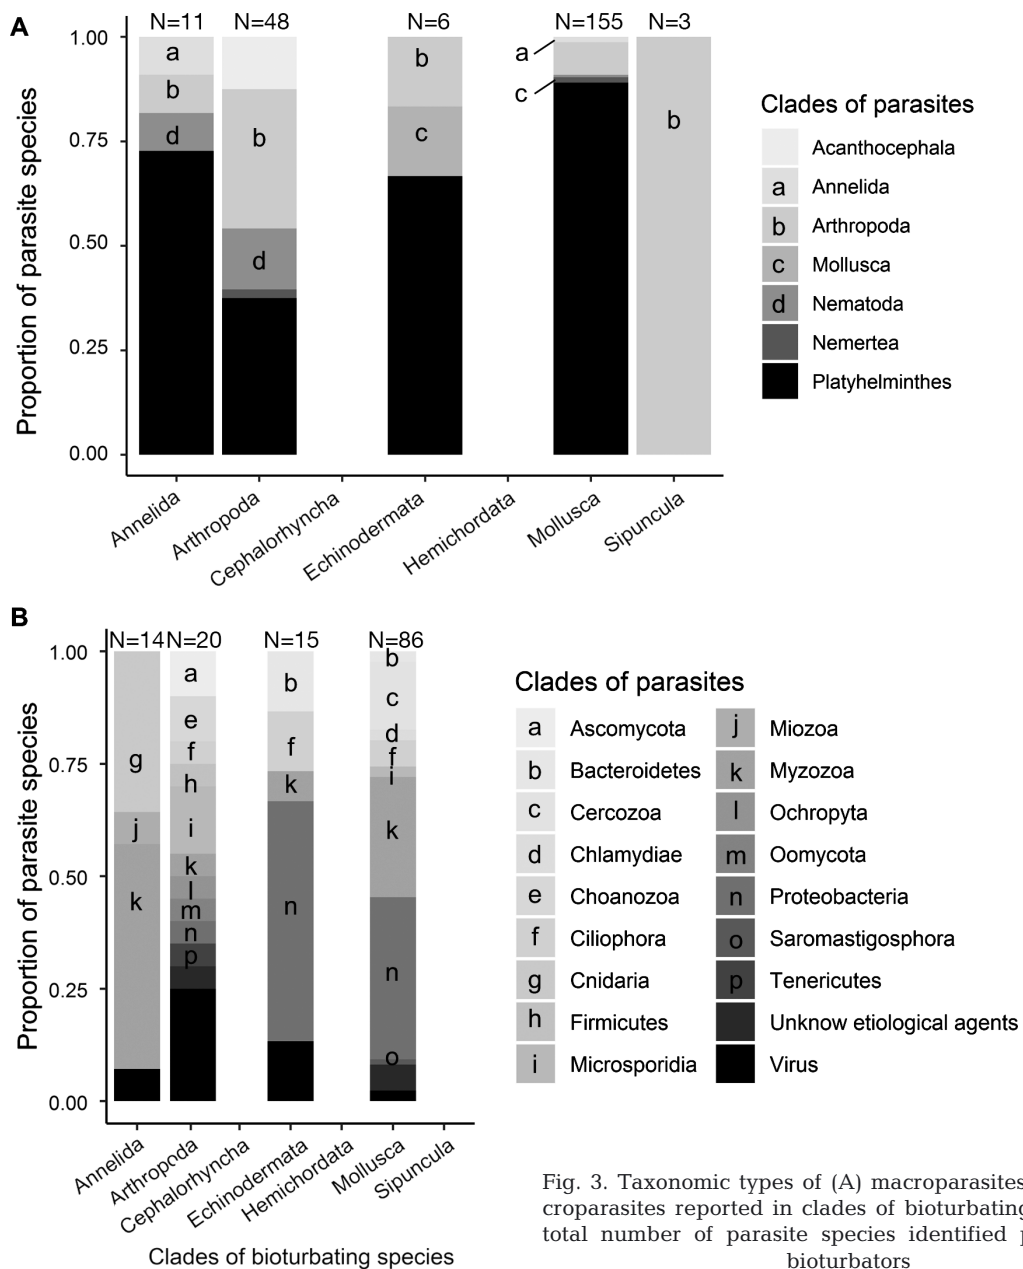 A
N=11 N=48 N=6 N=155 N=3
Proportion of parasite species
1.00
0.75
0.50
0.25
0.00
a
b
d
b
d
b
c
a
c
b
Annelida
Arthropoda
Cephalorhyncha
Echinodermata
Hemichordata
Mollusca
Sipuncula
Clades of parasites
Acanthocephala
a Annelida
b Arthropoda
c Mollusca
d Nematoda
Nemertea
Platyhelminthes
B
N=14 N=20 N=15 N=86
Proportion of parasite species
1.00
0.75
0.50
0.25
0.00
g
j
k
a
e
f
h
i
k
l
m
n
p
b
f
k
n
b
c
d
f
i
k
n
o
Annelida
Arthropoda
Cephalorhyncha
Echinodermata
Hemichordata
Mollusca
Sipuncula
Clades of bioturbating species
Clades of parasites
a Ascomycota
b Bacteroidetes
c Cercozoa
d Chlamydiae
e Choanozoa
f Ciliophora
g Cnidaria
h Firmicutes
i Microsporidia
j Miozoa
k Myzozoa
l Ochropyta
m Oomycota
n Proteobacteria
o Saromastigosphora
p Tenericutes
Unknow etiological agents
Virus
Fig. 3. Taxonomic types of (A) macroparasites
croparasites reported in clades of bioturbating
total number of parasite species identified p
bioturbators